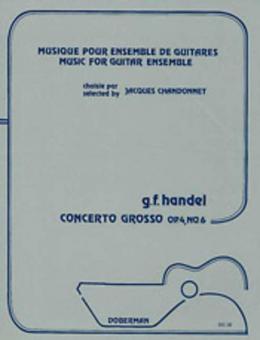 MUSIQUE POUR ENSEMBLE DE GUITARES
MUSIC FOR GUITAR ENSEMBLE
choisie par
selected by JACQUES CHANDONNET
g.f. handel
CONCERTO GROSSO OP.4, NO.6
DOBERMAN